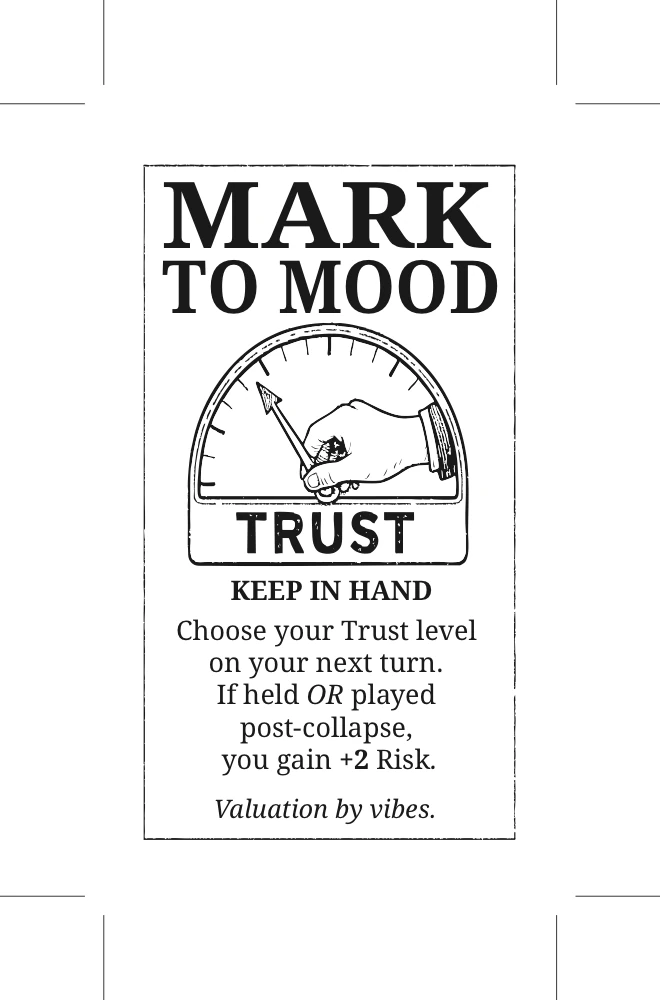 MARK
TO MOOD
TRUST
KEEP IN HAND
Choose your Trust level
on your next turn.
If held OR played
post-collapse,
you gain +2 Risk.
Valuation by vibes.